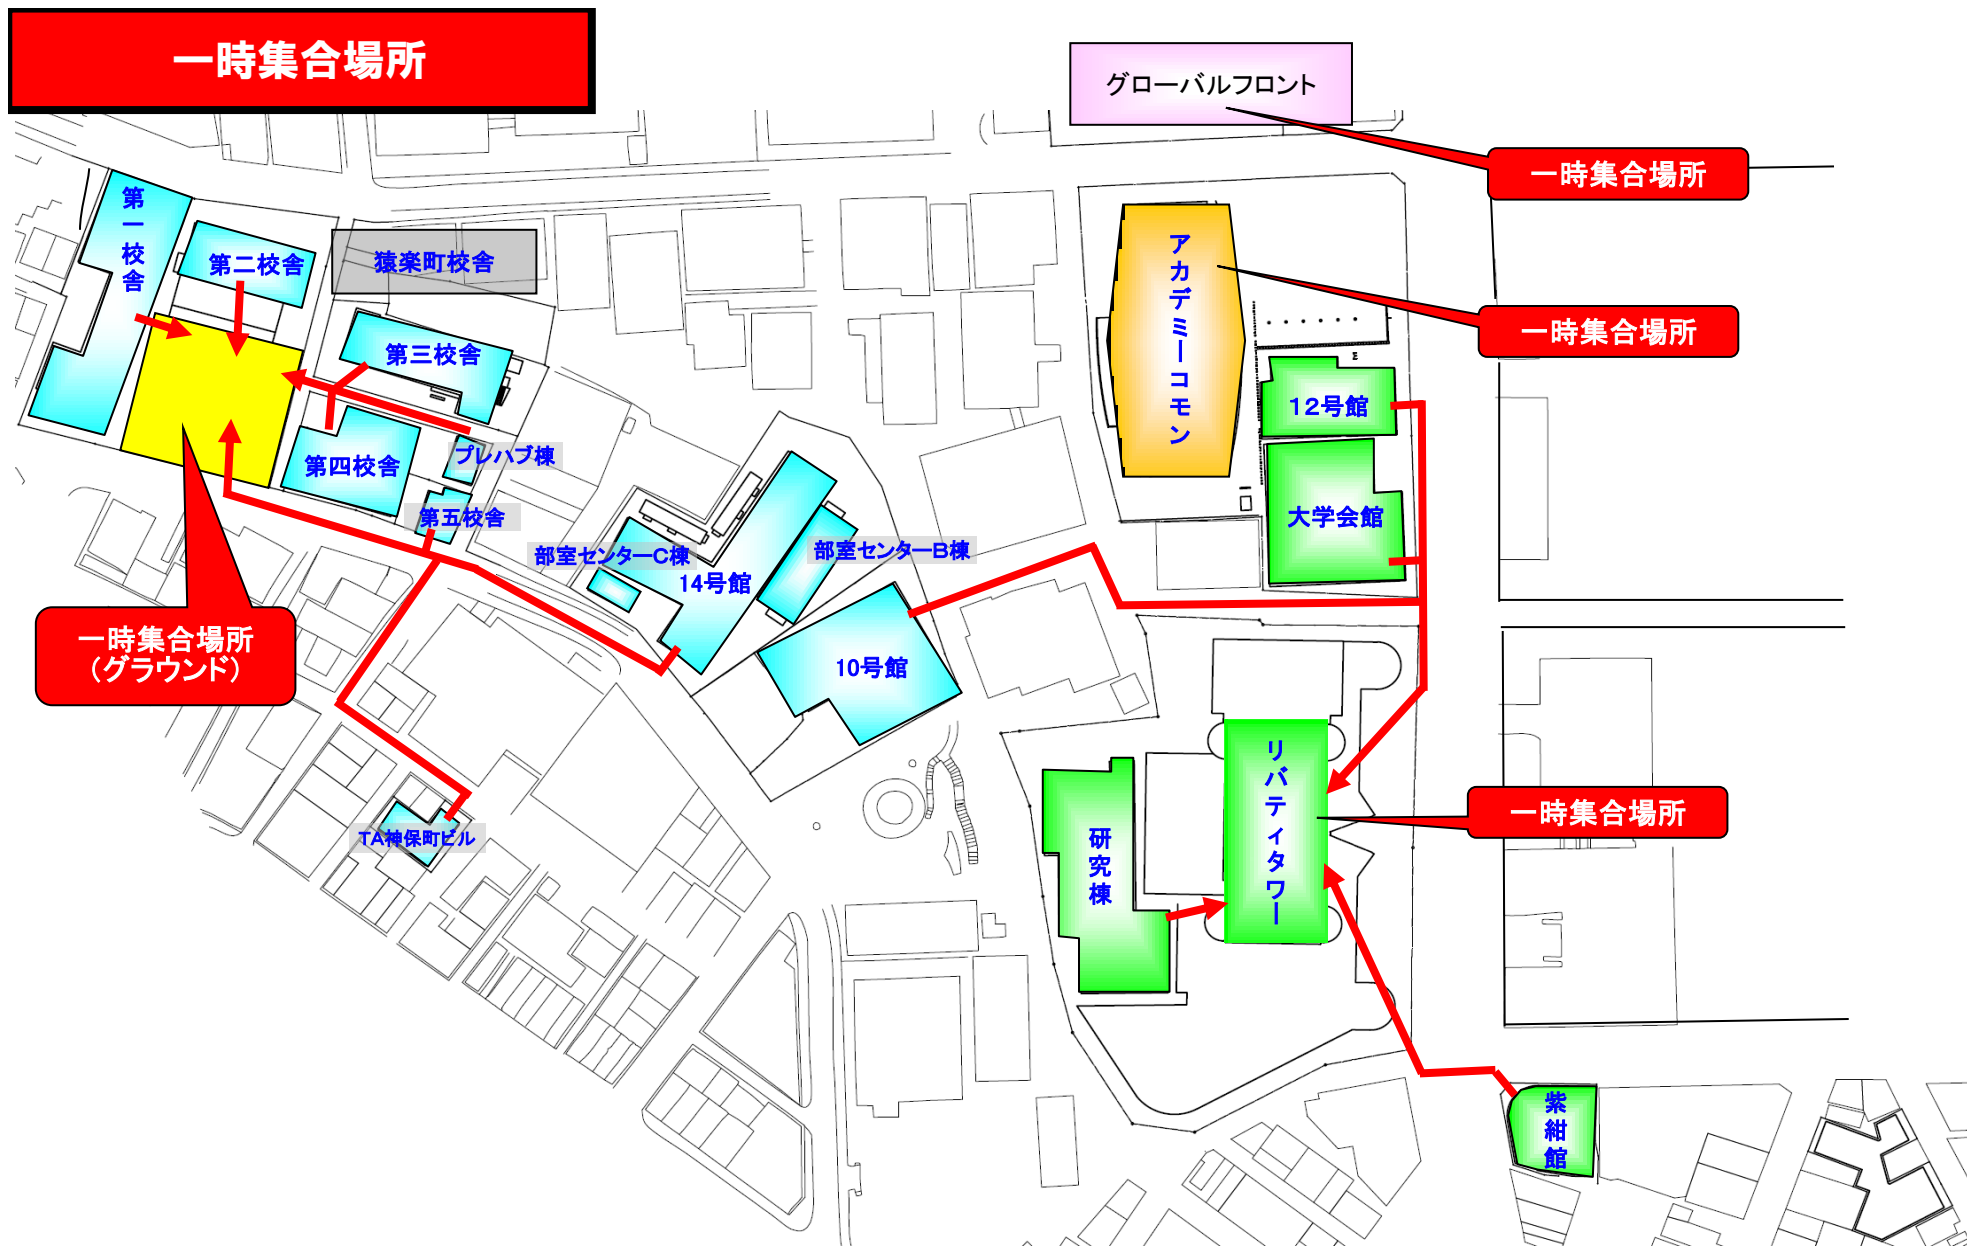 一時集合場所
グローバルフロント
一時集合場所
第一校舎
第二校舎
猿楽町校舎
アカデミーコモン
一時集合場所
第三校舎
12号館
プレハブ棟
第四校舎
第五校舎
大学会館
部室センターC棟
部室センターB棟
14号館
一時集合場所
(グラウンド)
10号館
リバティタワー
一時集合場所
TA神保町ビル
研究棟
紫紺館